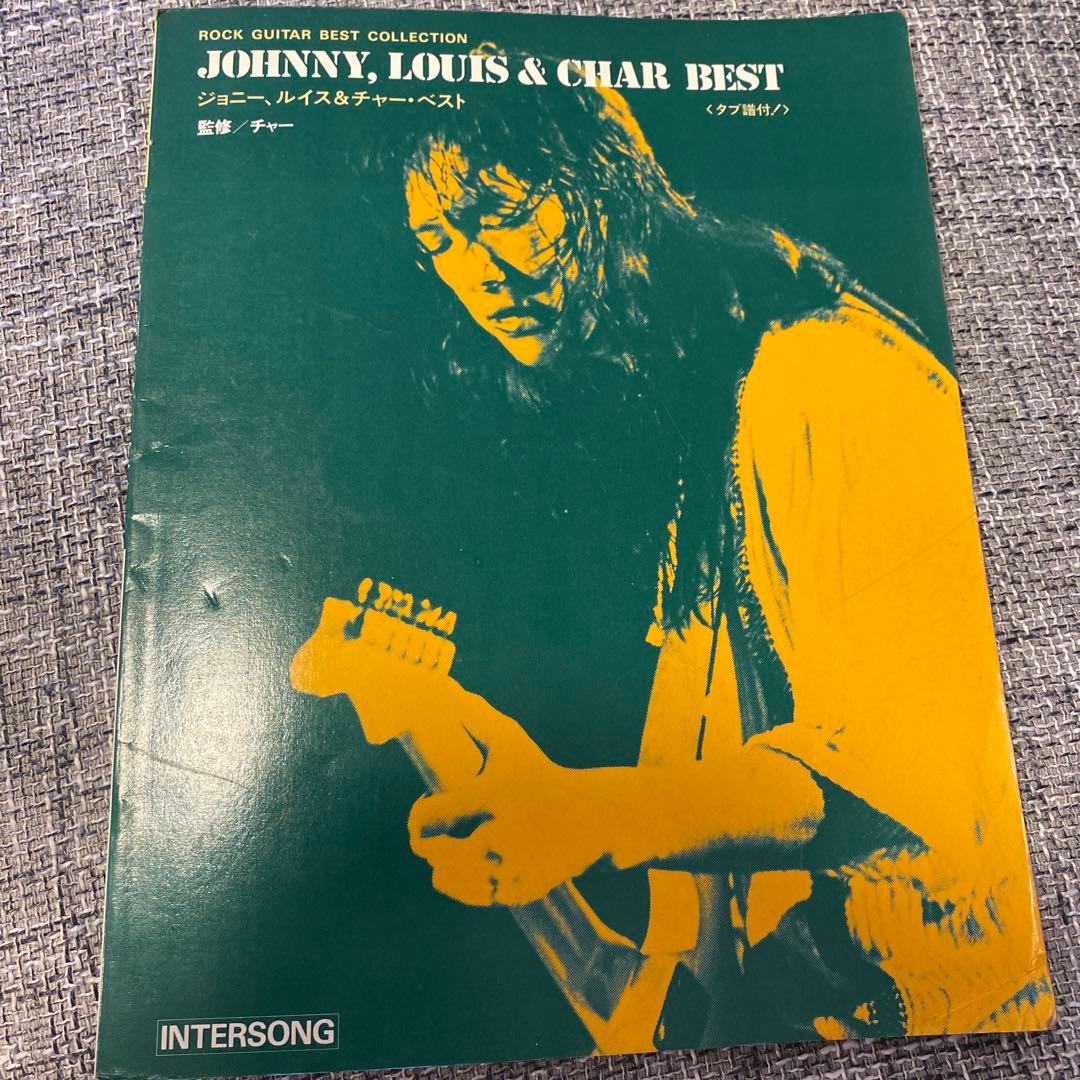 ROCK GUITAR BEST COLLECTION
JOHNNY, LOUIS & CHAR BEST
ジョニー、ルイス&チャー・ベスト
〈タブ譜付!〉
監修/チャー
INTERSONG